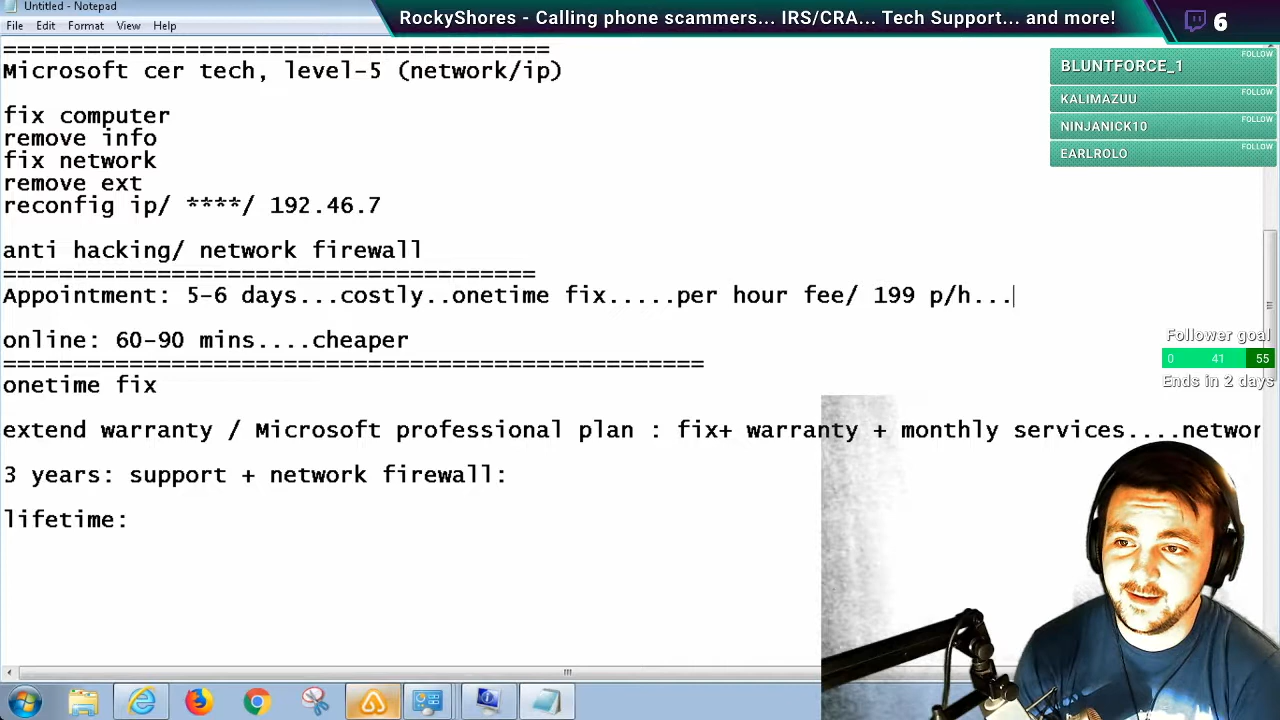 Untitled - Notepad
File Edit Format View Help
RockyShores - Calling phone scammers... IRS/CRA... Tech Support... and more!
6
======================================
Microsoft cer tech, level-5 (network/ip)
fix computer
remove info
fix network
remove ext
reconfig ip/ ****/ 192.46.7
anti hacking/ network firewall
======================================
Appointment: 5-6 days...costly..onetime fix.....per hour fee/ 199 p/h...
online: 60-90 mins....cheaper
==================================================
onetime fix
extend warranty / Microsoft professional plan : fix+ warranty + monthly services....networ
3 years: support + network firewall:
lifetime:
FOLLOW
BLUNTFORCE_1
FOLLOW
KALIMAZUU
FOLLOW
NINJANICK10
FOLLOW
EARLROLO
Follower goal
0 41 55
Ends in 2 days